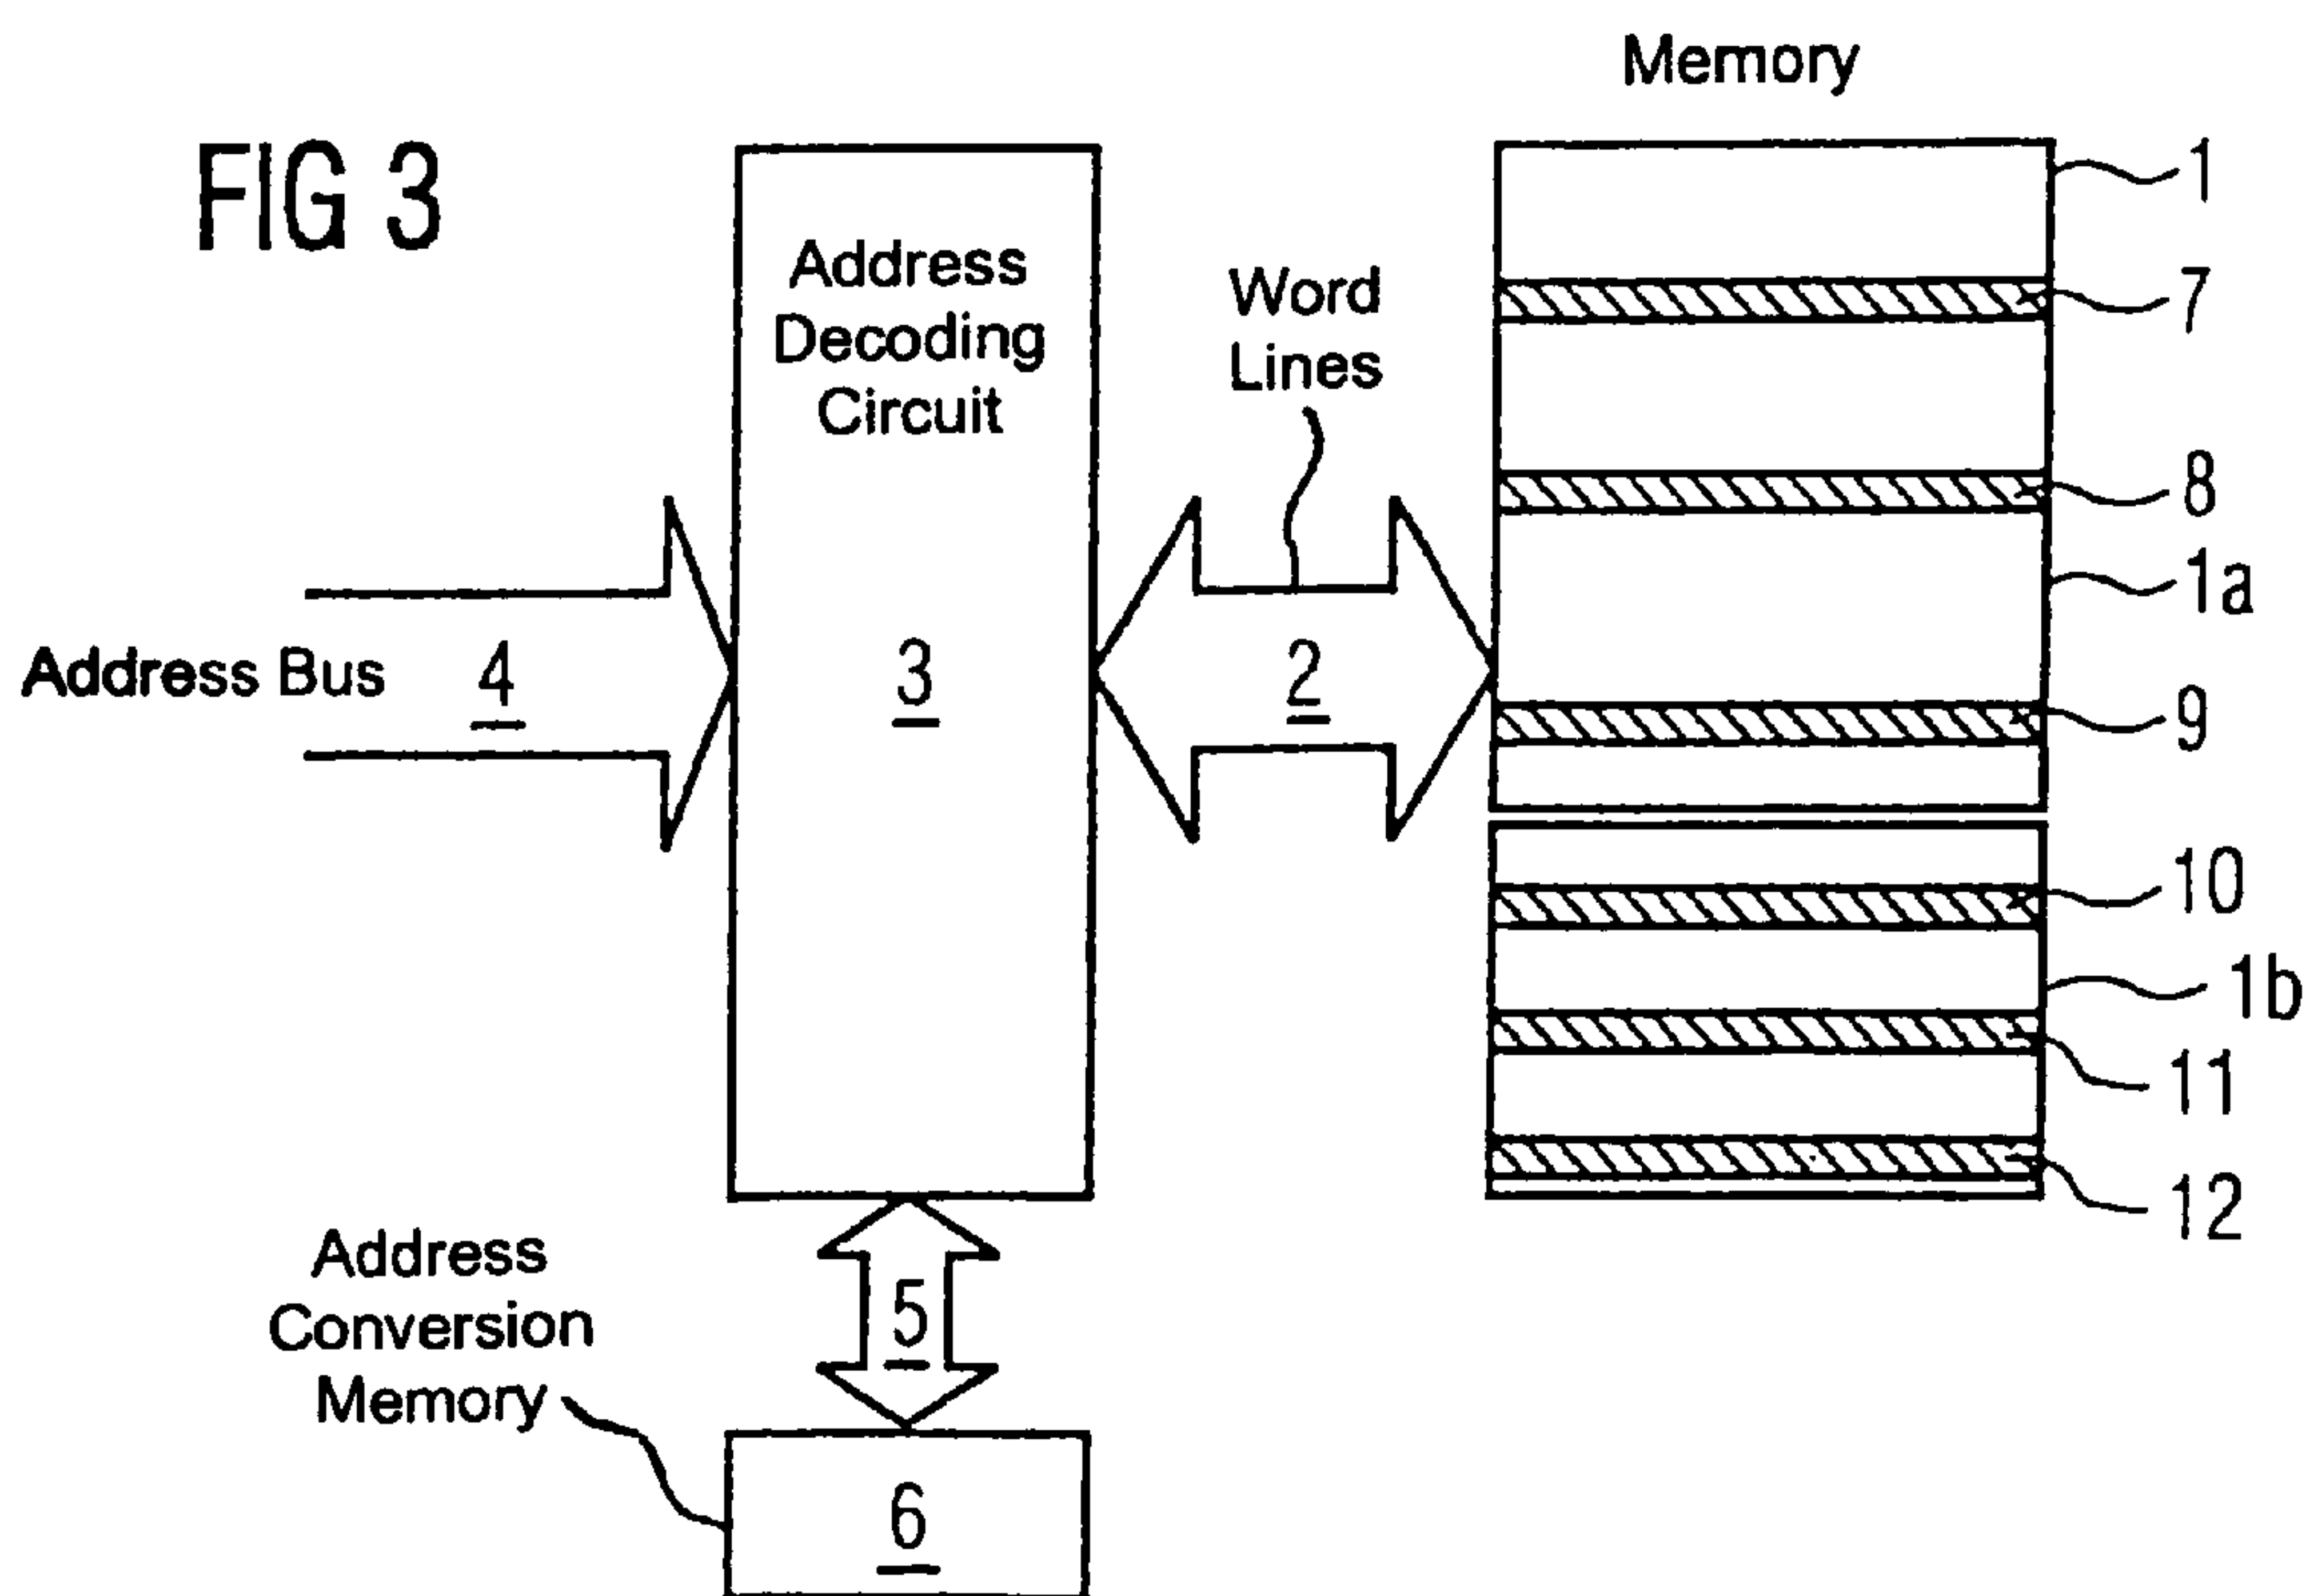 Memory
FIG 3
1
Address
Decoding
Circuit
Word
Lines
7
8
1a
Address Bus
4
3
2
9
10
1b
11
12
Address
Conversion
Memory
5
6